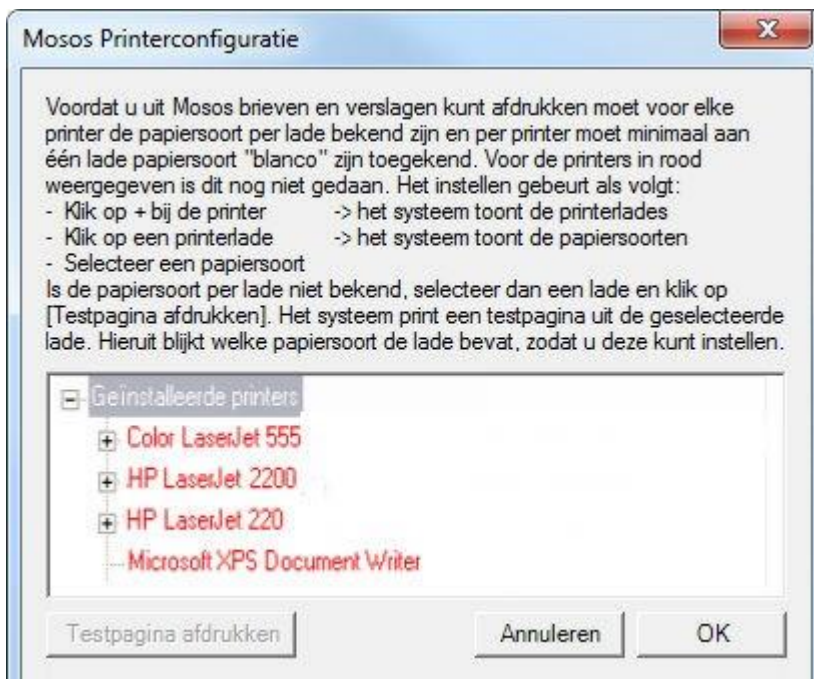 Mosos Printerconfiguratie
Voordat u uit Mosos brieven en verslagen kunt afdrukken moet voor elke
printer de papiersoort per lade bekend zijn en per printer moet minimaal aan
één lade papiersoort "blanco" zijn toegekend. Voor de printers in rood
weergegeven is dit nog niet gedaan. Het instellen gebeurt als volgt:
- Klik op + bij de printer -> het systeem toont de printerlades
- Klik op een printerlade -> het systeem toont de papiersoorten
- Selecteer een papiersoort
Is de papiersoort per lade niet bekend, selecteer dan een lade en klik op
[Testpagina afdrukken]. Het systeem print een testpagina uit de geselecteerde
lade. Hieruit blijkt welke papiersoort de lade bevat, zodat u deze kunt instellen.
Geïnstalleerde printers
Color LaserJet 555
HP LaserJet 2200
HP LaserJet 220
Microsoft XPS Document Writer
Testpagina afdrukken Annuleren OK